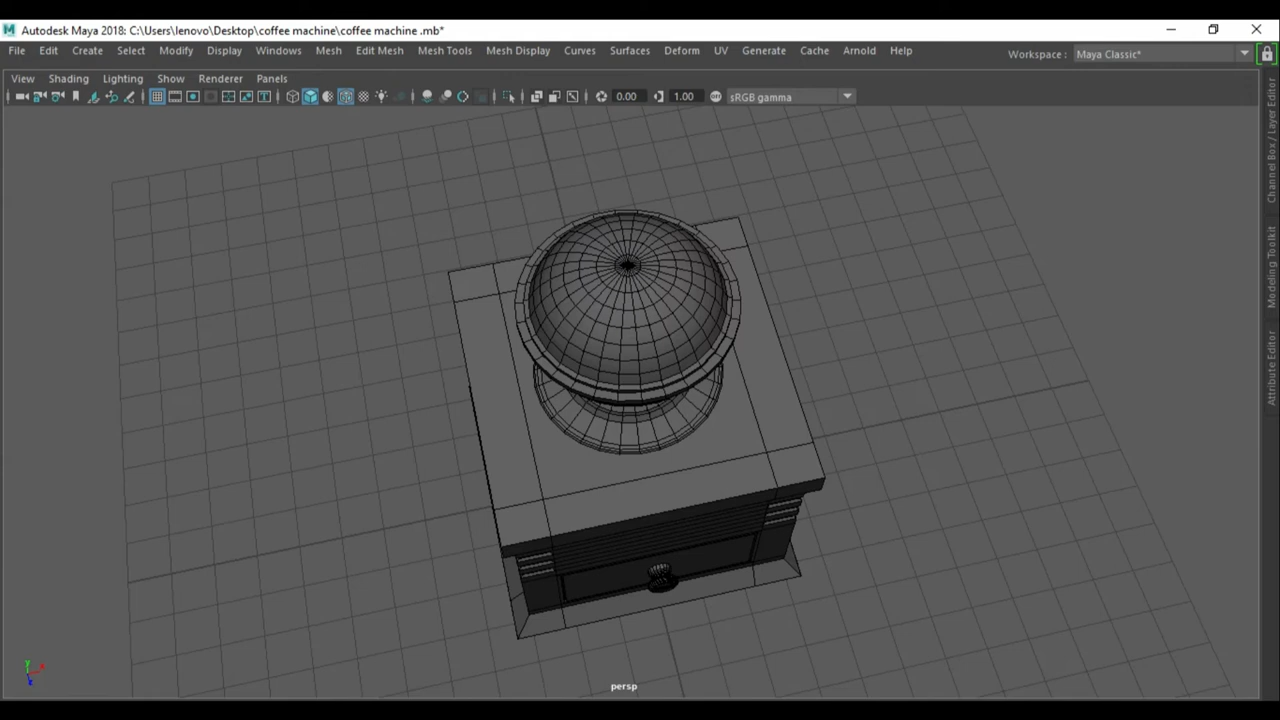 Autodesk Maya 2018: C:\Users\lenovo\Desktop\coffee machine\coffee machine .mb*
File Edit Create Select Modify Display Windows Mesh Edit Mesh Mesh Tools Mesh Display Curves Surfaces Deform UV Generate Cache Arnold Help Workspace : Maya Classic*
View Shading Lighting Show Renderer Panels
0.00 1.00 sRGB gamma
Channel Box / Layer Editor
Modeling Toolkit
Attribute Editor
y x z
persp